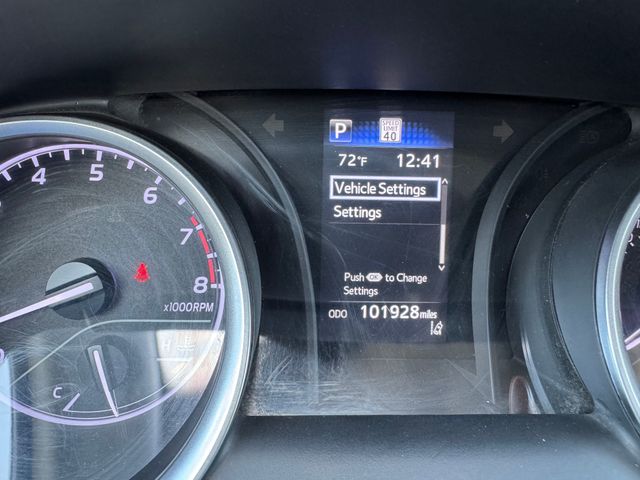 P
SPEED
LIMIT
40
72°F 12:41
Vehicle Settings
Settings
Push OK to Change
Settings
ODO 101928 miles
4
5
6
7
8
x1000RPM
C